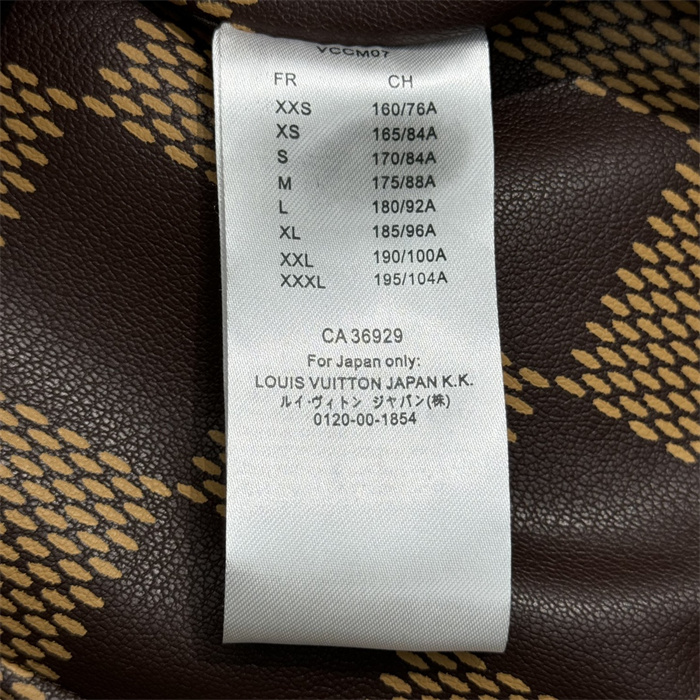 VCCM07
FR CH
XXS 160/76A
XS 165/84A
S 170/84A
M 175/88A
L 180/92A
XL 185/96A
XXL 190/100A
XXXL 195/104A
CA 36929
For Japan only:
LOUIS VUITTON JAPAN K.K.
ルイ・ヴィトン ジャパン(株)
0120-00-1854